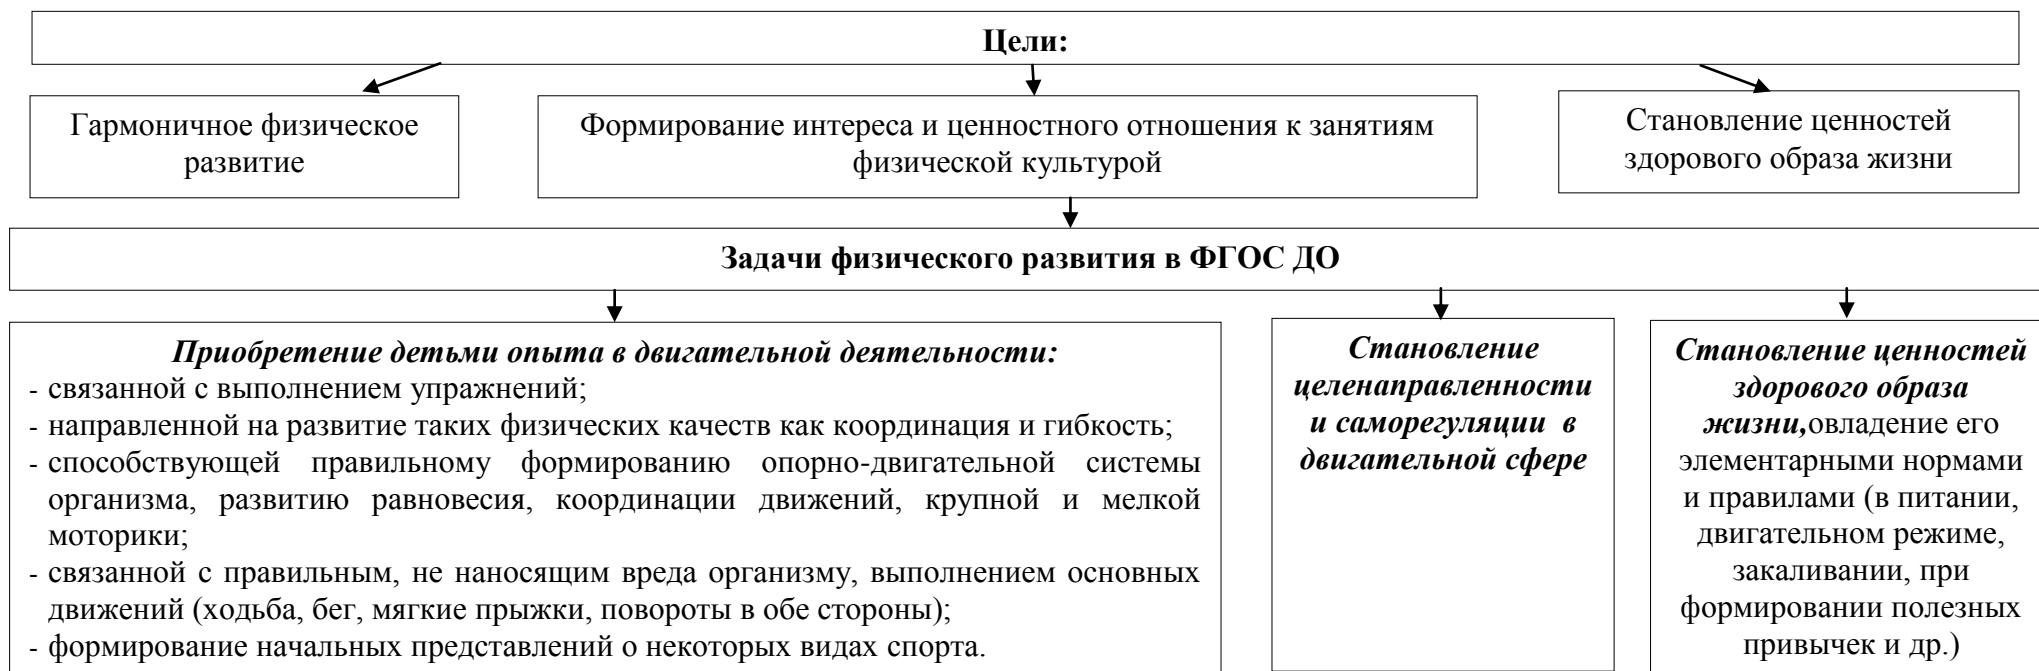 Цели:
Гармоничное физическое
развитие
Формирование интереса и ценностного отношения к занятиям
физической культурой
Становление ценностей
здорового образа жизни
Задачи физического развития в ФГОС ДО
Приобретение детьми опыта в двигательной деятельности:
- связанной с выполнением упражнений;
- направленной на развитие таких физических качеств как координация и гибкость;
- способствующей правильному формированию опорно-двигательной системы
организма, развитию равновесия, координации движений, крупной и мелкой
моторики;
- связанной с правильным, не наносящим вреда организму, выполнением основных
движений (ходьба, бег, мягкие прыжки, повороты в обе стороны);
- формирование начальных представлений о некоторых видах спорта.
Становление
целенаправленности
и саморегуляции в
двигательной сфере
Становление ценностей
здорового образа
жизни,овладение его
элементарными нормами
и правилами (в питании,
двигательном режиме,
закаливании, при
формировании полезных
привычек и др.)